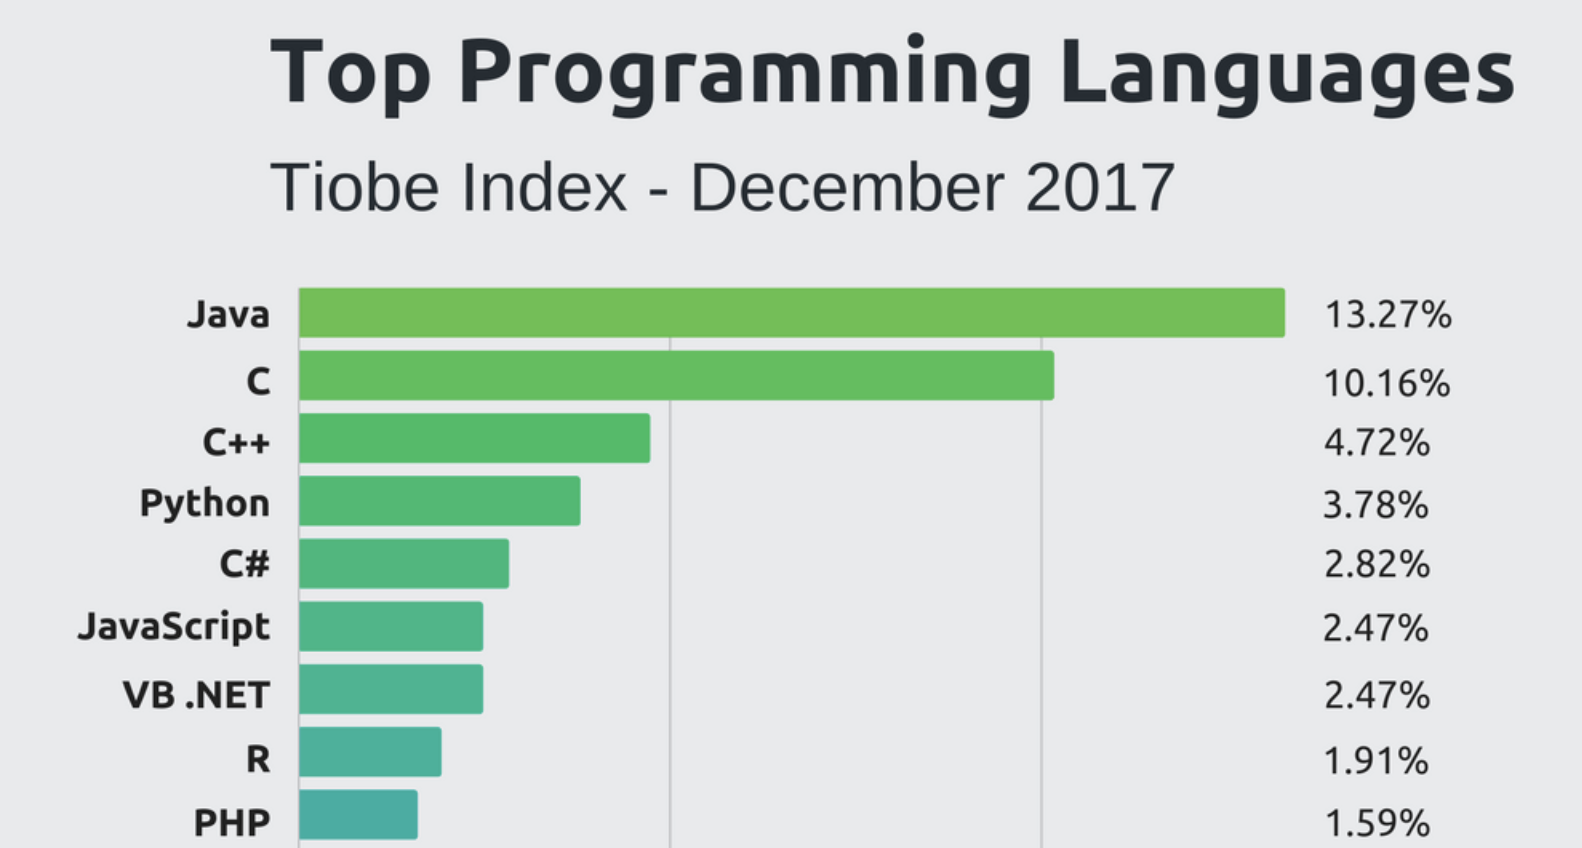 Top Programming Languages
Tiobe Index - December 2017
Java 13.27%
C 10.16%
C++ 4.72%
Python 3.78%
C# 2.82%
JavaScript 2.47%
VB .NET 2.47%
R 1.91%
PHP 1.59%